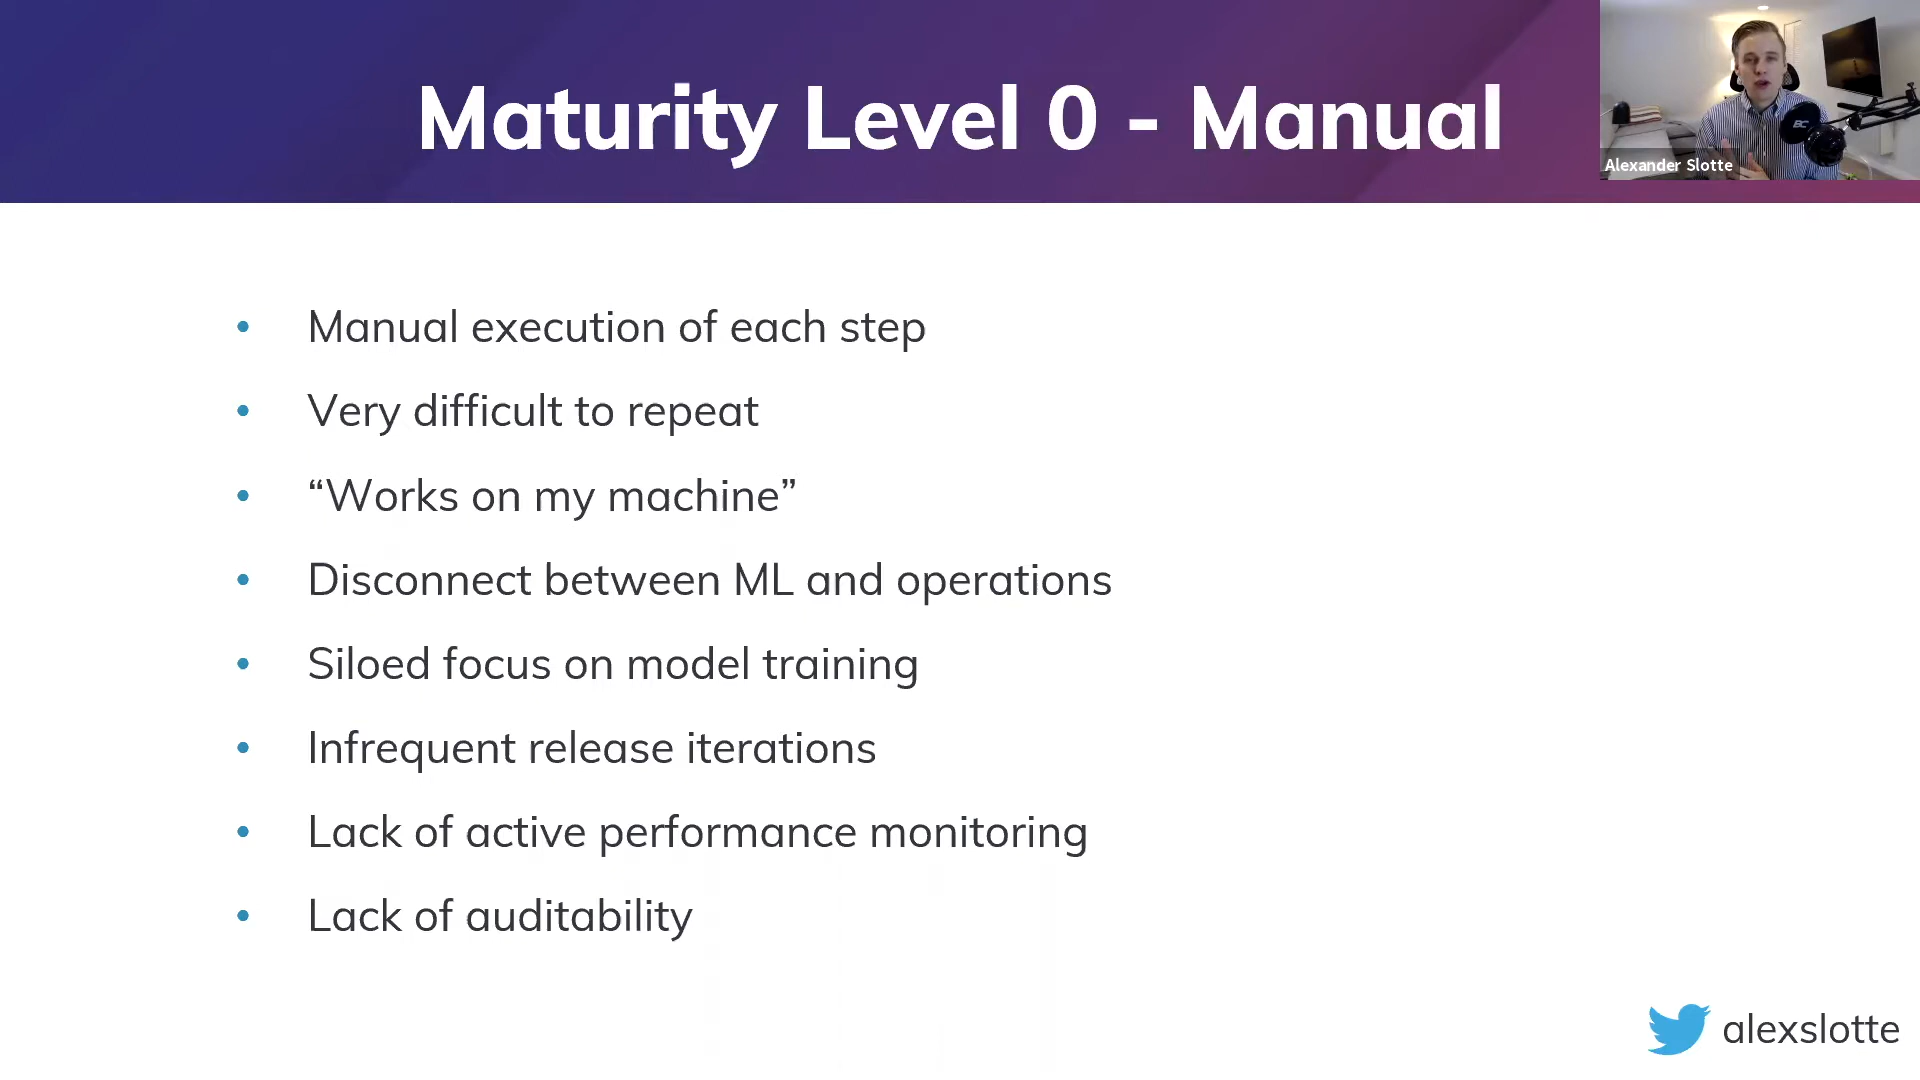 Maturity Level 0 - Manual
Alexander Slotte
• Manual execution of each step
• Very difficult to repeat
• “Works on my machine”
• Disconnect between ML and operations
• Siloed focus on model training
• Infrequent release iterations
• Lack of active performance monitoring
• Lack of auditability
alexslotte